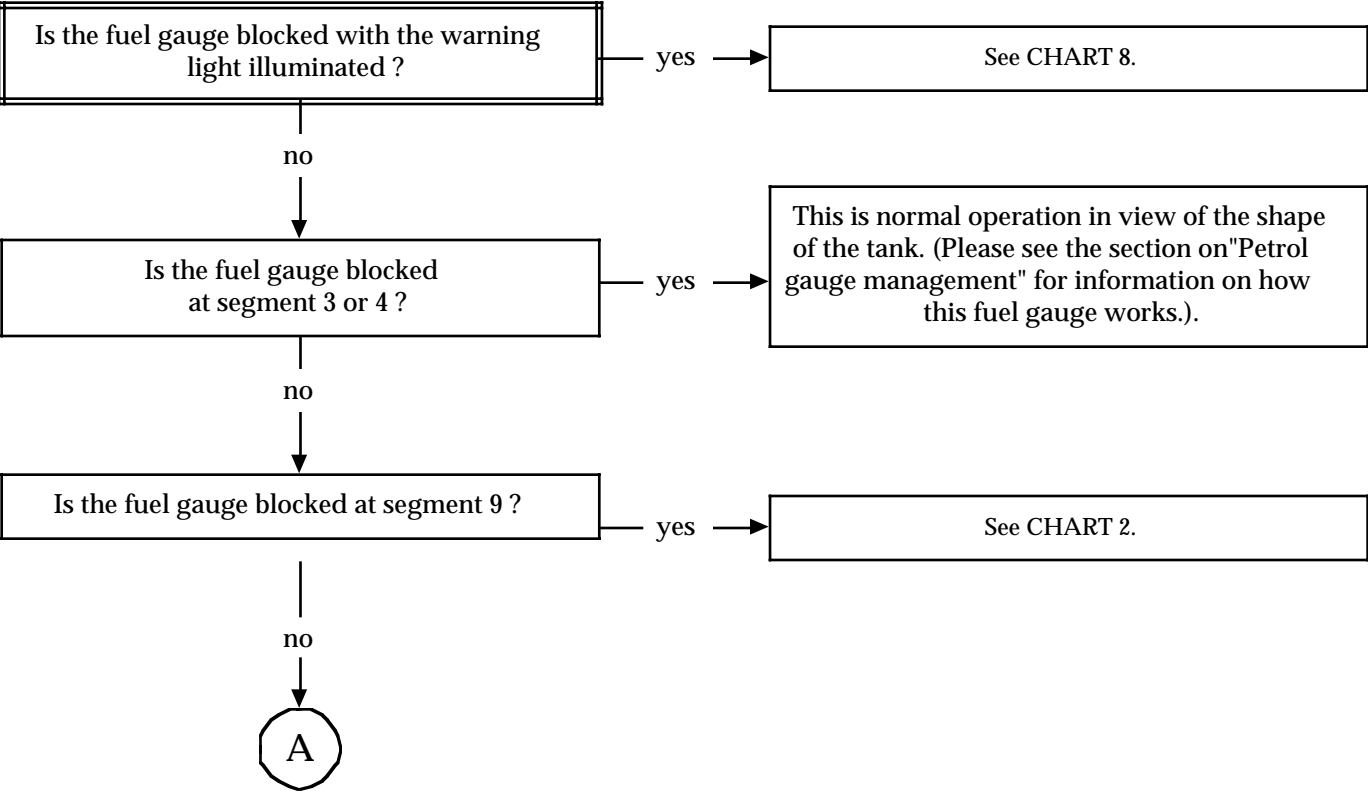 Is the fuel gauge blocked with the warning
light illuminated ?
yes
See CHART 8.
no
Is the fuel gauge blocked
at segment 3 or 4 ?
yes
This is normal operation in view of the shape
of the tank. (Please see the section on"Petrol
gauge management" for information on how
this fuel gauge works.).
no
Is the fuel gauge blocked at segment 9 ?
yes
See CHART 2.
no
A